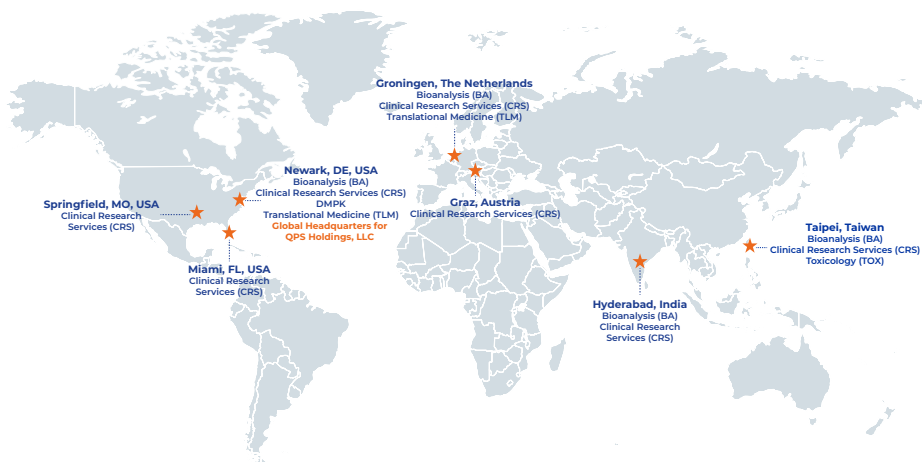 Groningen, The Netherlands
Bioanalysis (BA)
Clinical Research Services (CRS)
Translational Medicine (TLM)
Newark, DE, USA
Bioanalysis (BA)
Clinical Research Services (CRS)
DMPK
Translational Medicine (TLM)
Global Headquarters for
QPS Holdings, LLC
Springfield, MO, USA
Clinical Research
Services (CRS)
Graz, Austria
Clinical Research Services (CRS)
Taipei, Taiwan
Bioanalysis (BA)
Clinical Research Services (CRS)
Toxicology (TOX)
Miami, FL, USA
Clinical Research
Services (CRS)
Hyderabad, India
Bioanalysis (BA)
Clinical Research
Services (CRS)